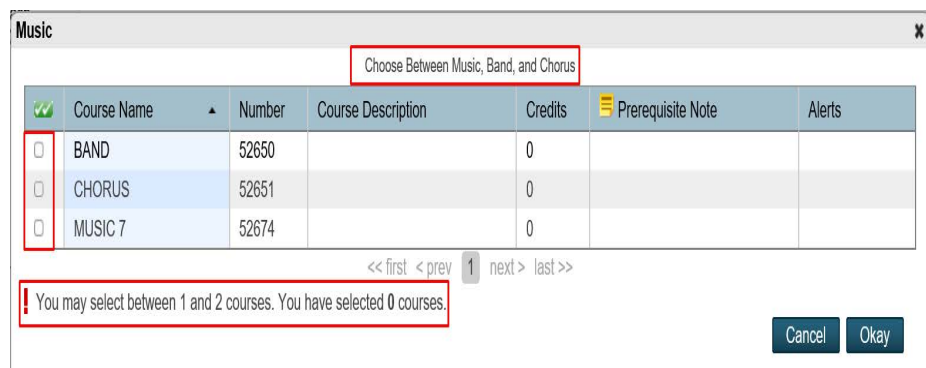 Music x
Choose Between Music, Band, and Chorus
Course Name Number Course Description Credits Prerequisite Note Alerts
BAND 52650 0
CHORUS 52651 0
MUSIC 7 52674 0
<< first < prev 1 next > last >>
! You may select between 1 and 2 courses. You have selected 0 courses.
Cancel Okay